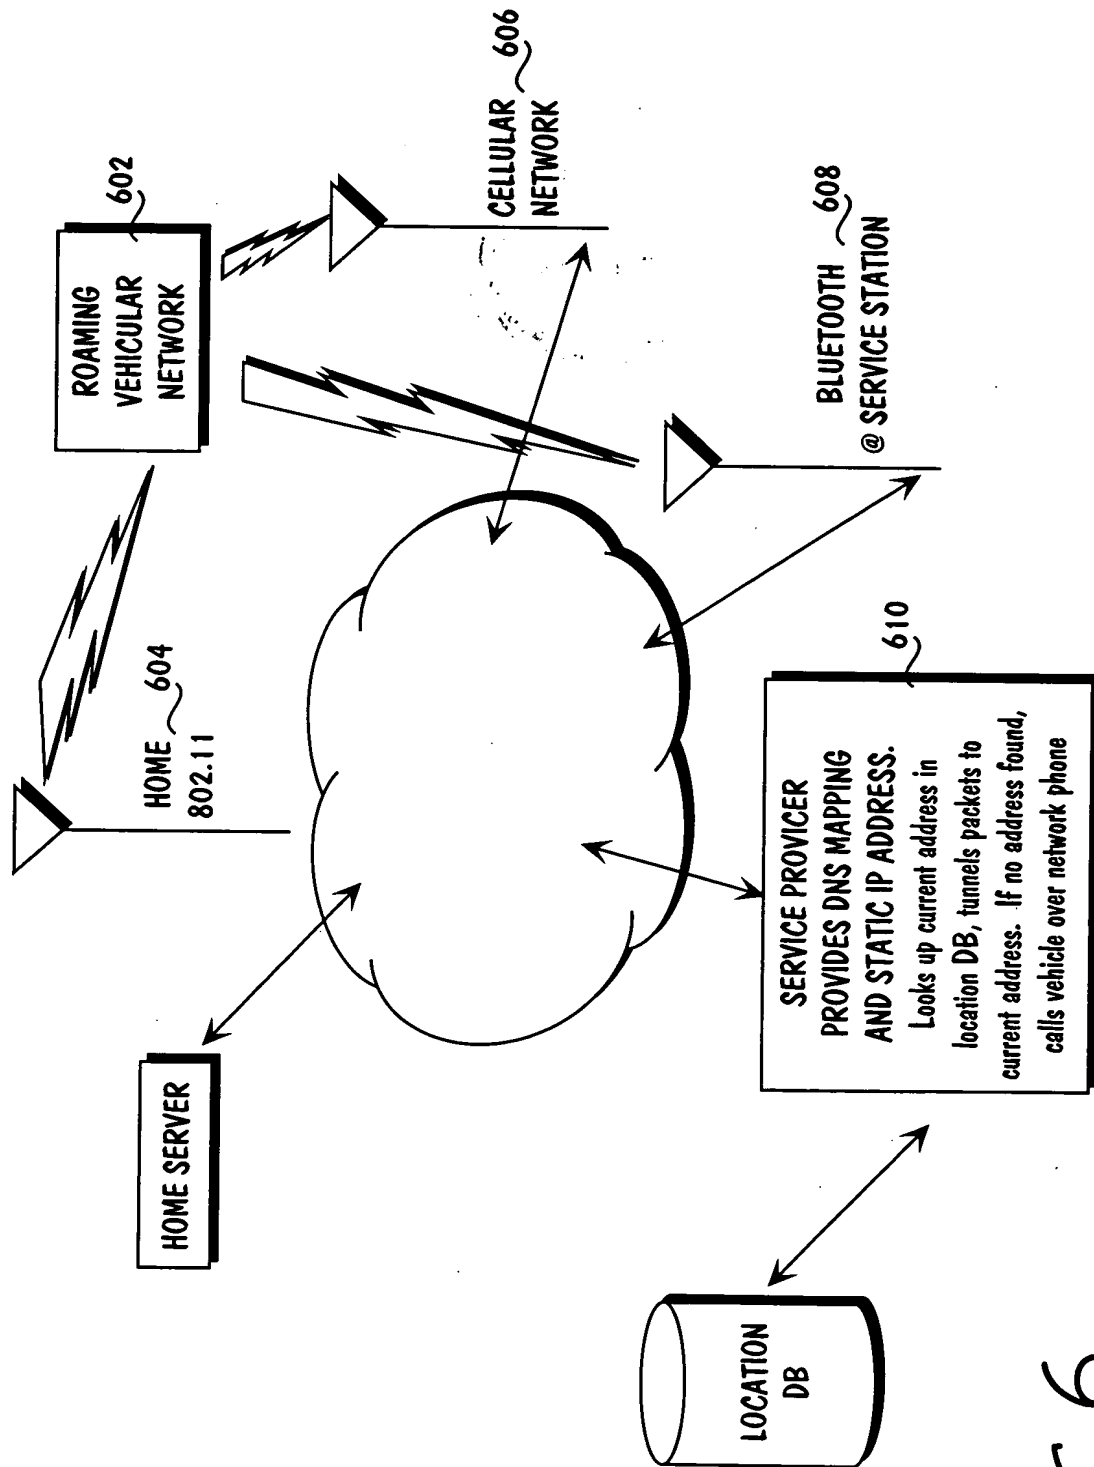 602
ROAMING
VEHICULAR
NETWORK
HOME 604
802.11
HOME SERVER
CELLULAR 606
NETWORK
BLUETOOTH 608
@ SERVICE STATION
LOCATION
DB
610
SERVICE PROVICER
PROVIDES DNS MAPPING
AND STATIC IP ADDRESS.
Looks up current address in
location DB, tunnels packets to
current address. If no address found,
calls vehicle over network phone